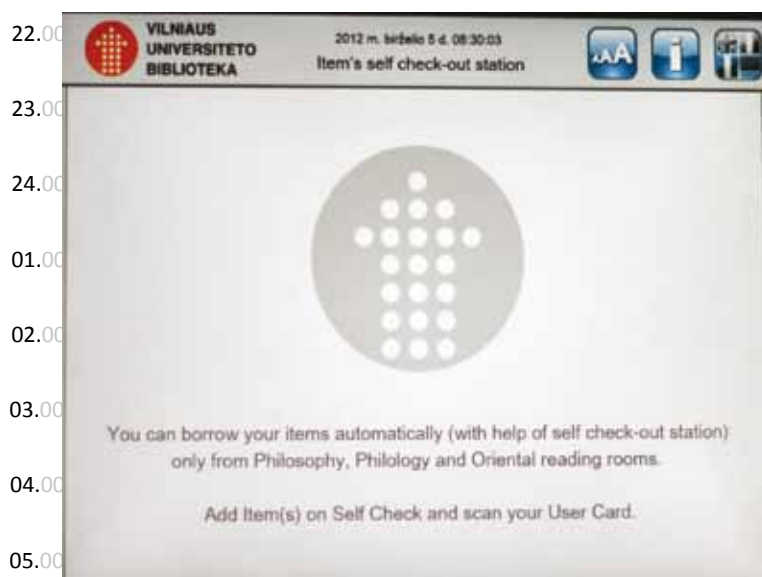 22.00
VILNIAUS
UNIVERSITETO
BIBLIOTEKA
2012 m. birželio 5 d. 08:30:03
Item's self check-out station
AAA
i
23.00
24.00
01.00
02.00
03.00
You can borrow your items automatically (with help of self check-out station)
only from Philosophy, Philology and Oriental reading rooms.
04.00
Add Item(s) on Self Check and scan your User Card.
05.00